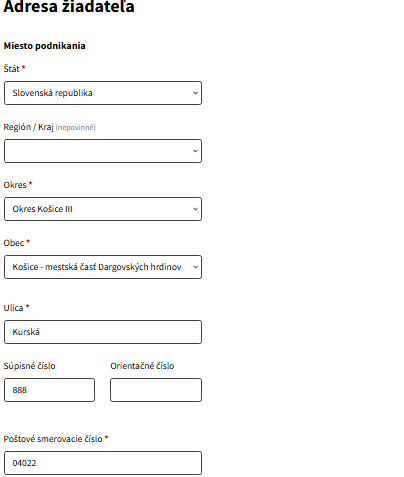 Adresa žiadateľa
Miesto podnikania
Štát *
Slovenská republika
Región / Kraj (nepovinné)
Okres *
Okres Košice III
Obec *
Košice - mestská časť Dargovských hrdinov
Ulica *
Kurská
Súpisné číslo Orientačné číslo
888
Poštové smerovacie číslo *
04022